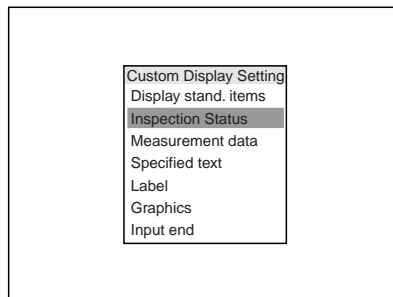 Custom Display Setting
Display stand. items
Inspection Status
Measurement data
Specified text
Label
Graphics
Input end